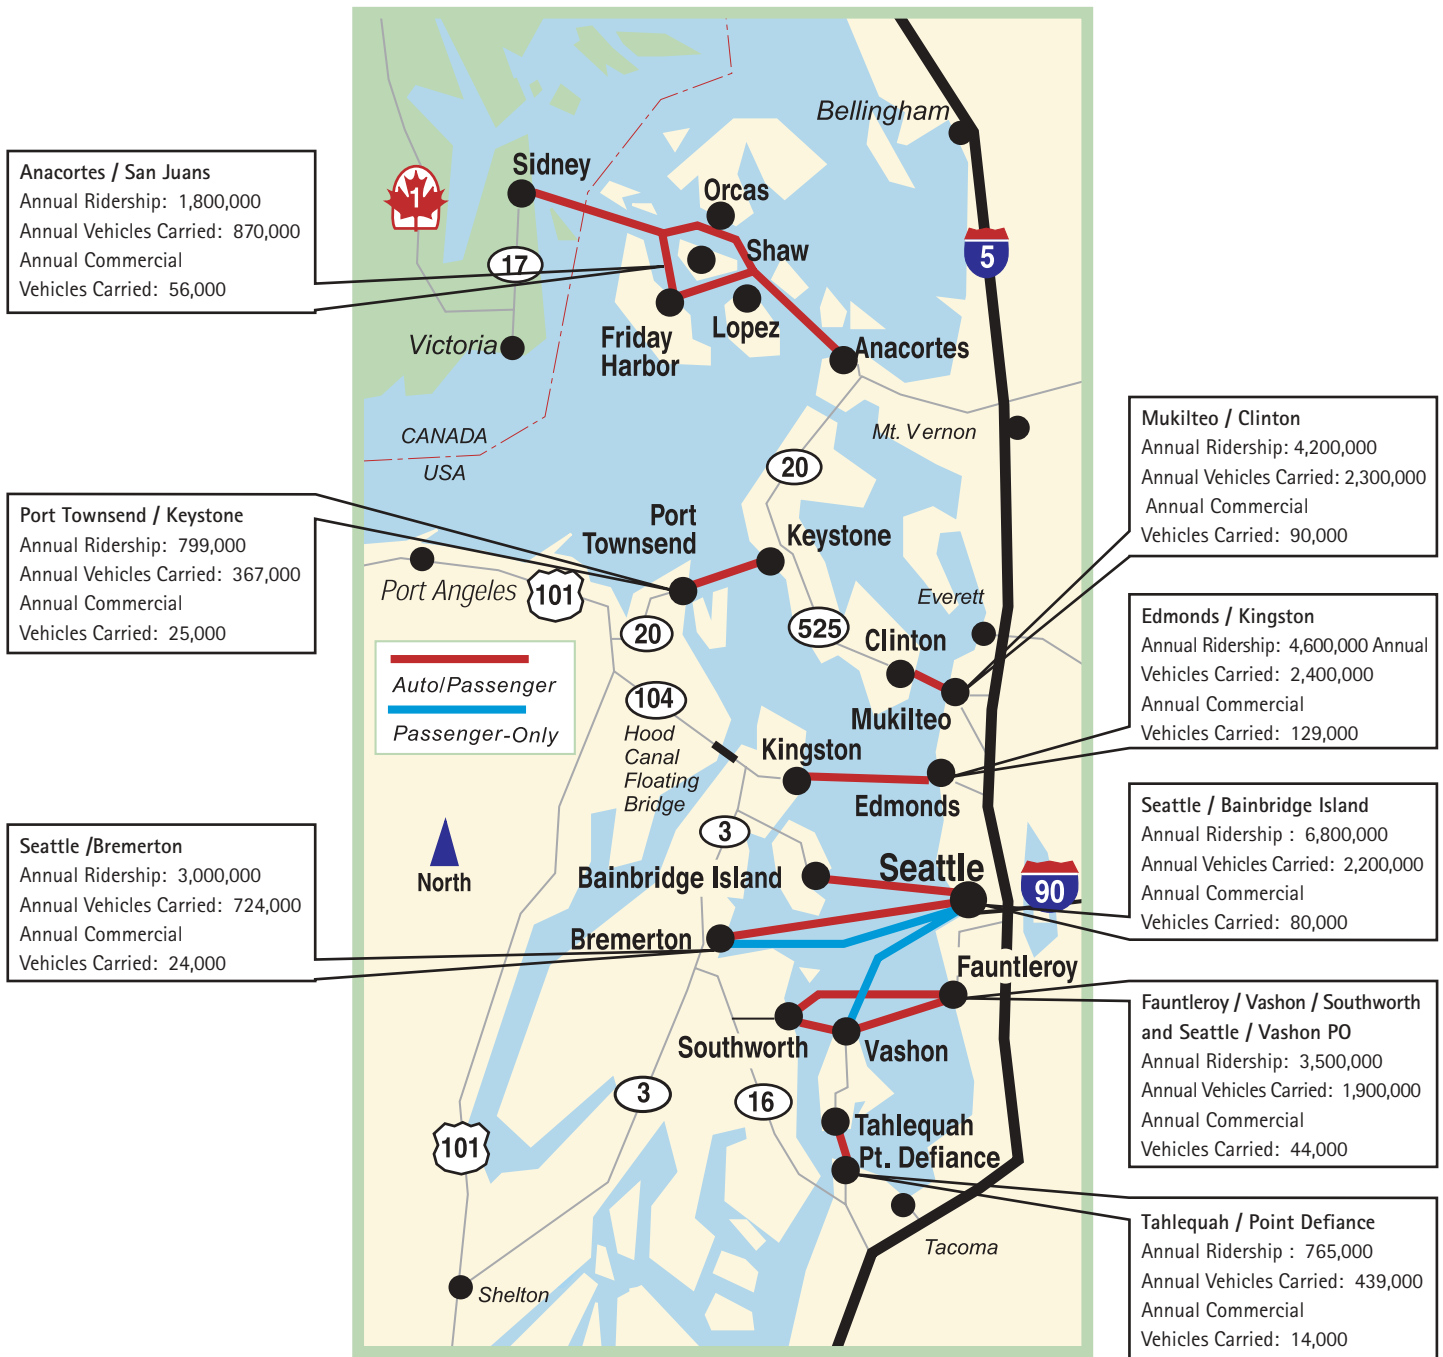 Anacortes / San Juans
Annual Ridership: 1,800,000
Annual Vehicles Carried: 870,000
Annual Commercial
Vehicles Carried: 56,000
Port Townsend / Keystone
Annual Ridership: 799,000
Annual Vehicles Carried: 367,000
Annual Commercial
Vehicles Carried: 25,000
Seattle /Bremerton
Annual Ridership: 3,000,000
Annual Vehicles Carried: 724,000
Annual Commercial
Vehicles Carried: 24,000
Bellingham
Sidney
1
Orcas
Shaw
17
5
Friday
Harbor
Lopez
Victoria
Anacortes
CANADA
USA
Mt. Vernon
20
Port
Townsend
Keystone
Port Angeles
101
Everett
20
525
Clinton
Auto/Passenger
Passenger-Only
104
Mukilteo
Hood
Canal
Floating
Bridge
Kingston
Edmonds
3
North
Bainbridge Island
Seattle
90
Bremerton
Fauntleroy
Southworth
Vashon
3
16
101
Tahlequah
Pt. Defiance
Tacoma
Shelton
Mukilteo / Clinton
Annual Ridership: 4,200,000
Annual Vehicles Carried: 2,300,000
Annual Commercial
Vehicles Carried: 90,000
Edmonds / Kingston
Annual Ridership: 4,600,000 Annual
Vehicles Carried: 2,400,000
Annual Commercial
Vehicles Carried: 129,000
Seattle / Bainbridge Island
Annual Ridership : 6,800,000
Annual Vehicles Carried: 2,200,000
Annual Commercial
Vehicles Carried: 80,000
Fauntleroy / Vashon / Southworth
and Seattle / Vashon PO
Annual Ridership: 3,500,000
Annual Vehicles Carried: 1,900,000
Annual Commercial
Vehicles Carried: 44,000
Tahlequah / Point Defiance
Annual Ridership : 765,000
Annual Vehicles Carried: 439,000
Annual Commercial
Vehicles Carried: 14,000